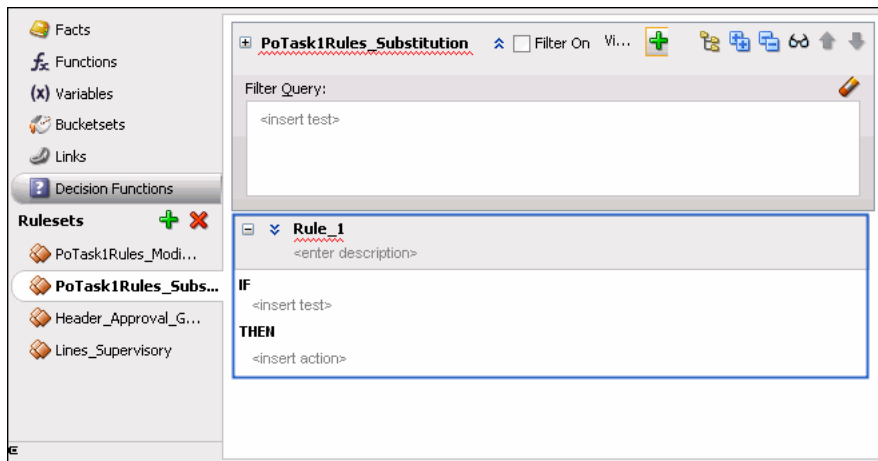 Facts
Functions
(x) Variables
Bucketsets
Links
Decision Functions
Rulesets
PoTask1Rules_Modi...
PoTask1Rules_Subs...
Header_Approval_G...
Lines_Supervisory
PoTask1Rules_Substitution Filter On Vi...
Filter Query:
<insert test>
Rule_1
<enter description>
IF
<insert test>
THEN
<insert action>